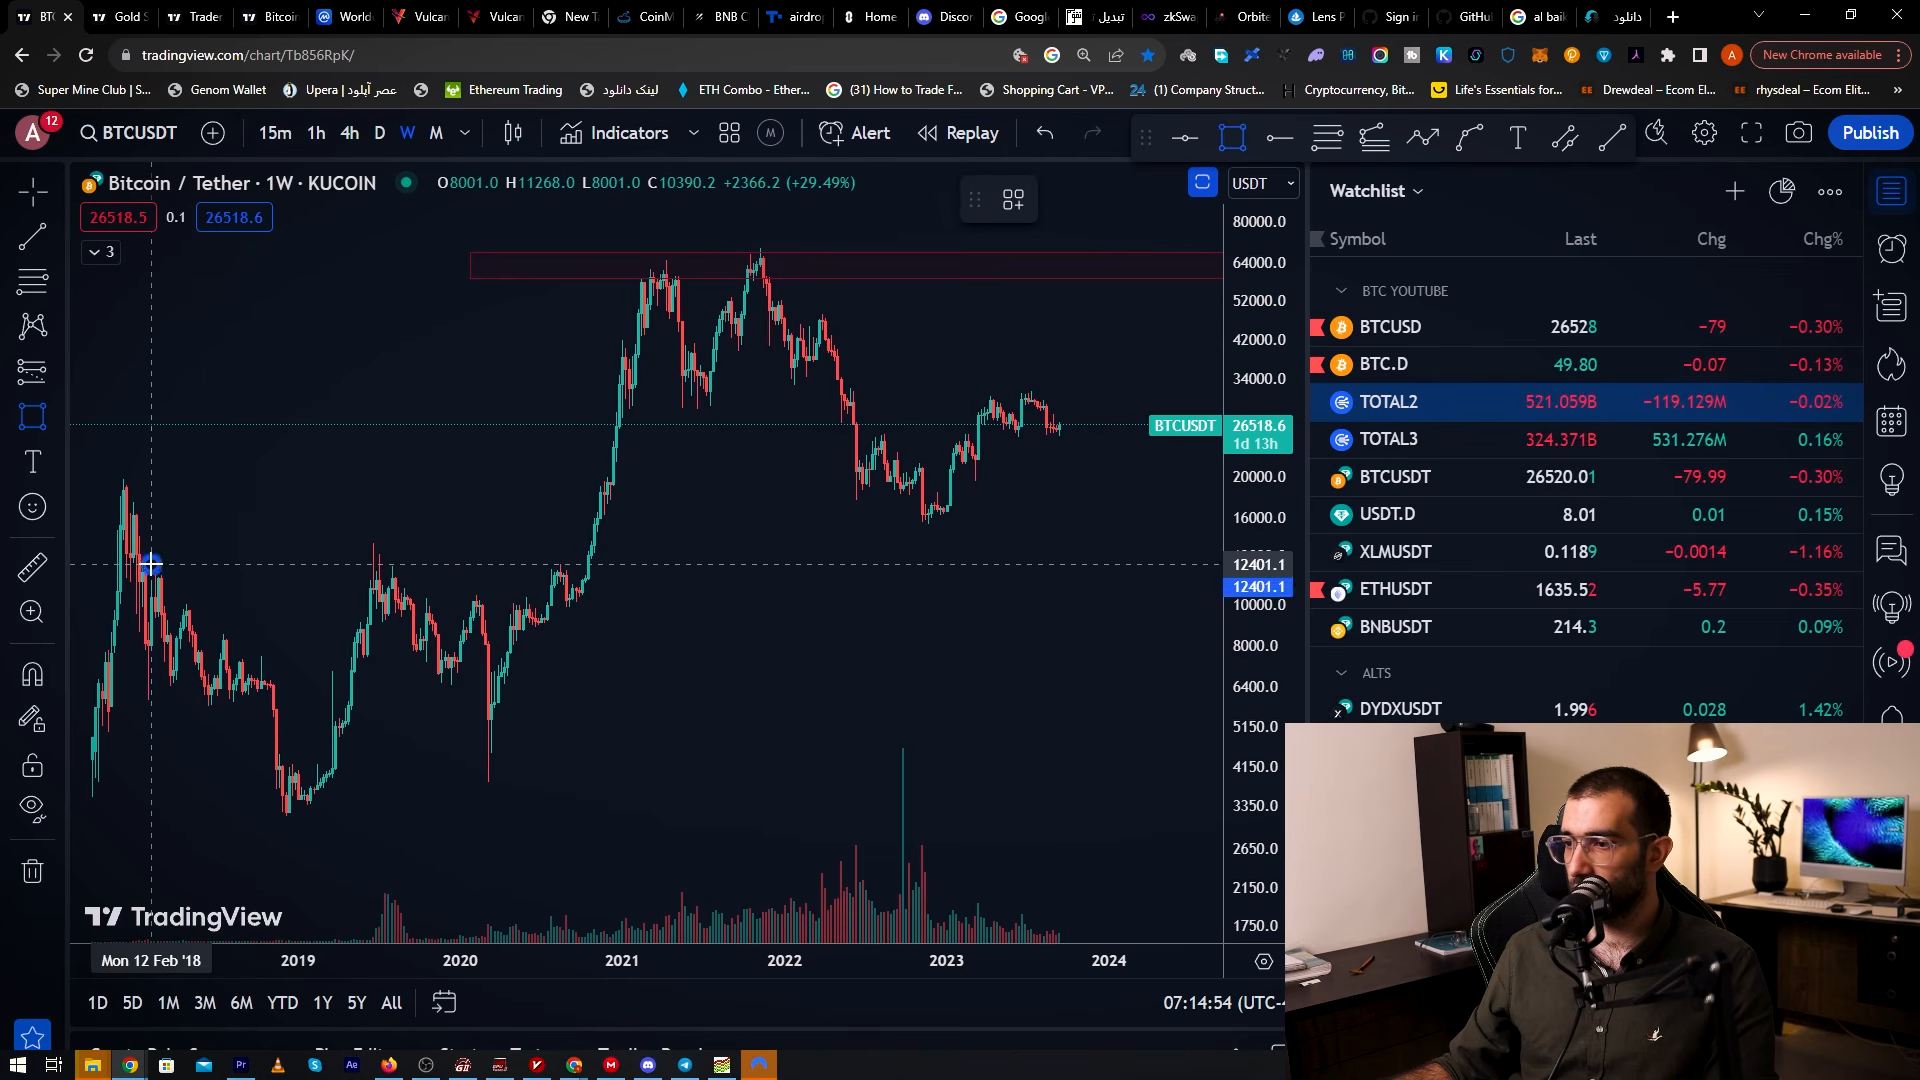 BTC
Gold S
Trader
Bitcoin
World
Vulcan
Vulcan
New T
CoinM
BNB C
airdrop
Home
Discor
Googl
تبدیل
zkSwa
Orbite
Lens P
Sign ir
GitHu
al baik
دانلود
tradingview.com/chart/Tb856RpK/
New Chrome available
Super Mine Club | S...
Genom Wallet
Upera | عصر آپلود
Ethereum Trading
لینک دانلود
ETH Combo - Ether...
(31) How to Trade F...
Shopping Cart - VP...
24 (1) Company Struct...
Cryptocurrency, Bit...
Life's Essentials for...
EE Drewdeal – Ecom El...
EE rhysdeal – Ecom Elit...
A 12
BTCUSDT
15m 1h 4h D W M
Indicators
M
Alert
Replay
T
Publish
Bitcoin / Tether · 1W · KUCOIN
O8001.0 H11268.0 L8001.0 C10390.2 +2366.2 (+29.49%)
USDT
26518.5 0.1 26518.6
3
80000.0
64000.0
52000.0
42000.0
34000.0
BTCUSDT 26518.6
1d 13h
20000.0
16000.0
12401.1
12401.1
10000.0
8000.0
6400.0
5150.0
4150.0
3350.0
2650.0
2150.0
1750.0
TradingView
Mon 12 Feb '18 2019 2020 2021 2022 2023 2024
1D 5D 1M 3M 6M YTD 1Y 5Y All
07:14:54 (UTC-
Watchlist
Symbol Last Chg Chg%
BTC YOUTUBE
BTCUSD 26528 −79 −0.30%
BTC.D 49.80 −0.07 −0.13%
TOTAL2 521.059B −119.129M −0.02%
TOTAL3 324.371B 531.276M 0.16%
BTCUSDT 26520.01 −79.99 −0.30%
USDT.D 8.01 0.01 0.15%
XLMUSDT 0.1189 −0.0014 −1.16%
ETHUSDT 1635.52 −5.77 −0.35%
BNBUSDT 214.3 0.2 0.09%
ALTS
DYDXUSDT 1.996 0.028 1.42%
Pr
Ae